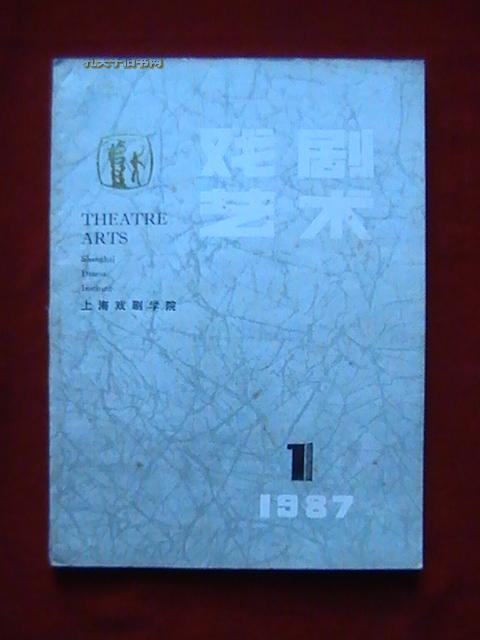 孔夫子旧书网
戏剧
艺术
THEATRE
ARTS
Shanghai
Drama
Institute
上海戏剧学院
1
1987